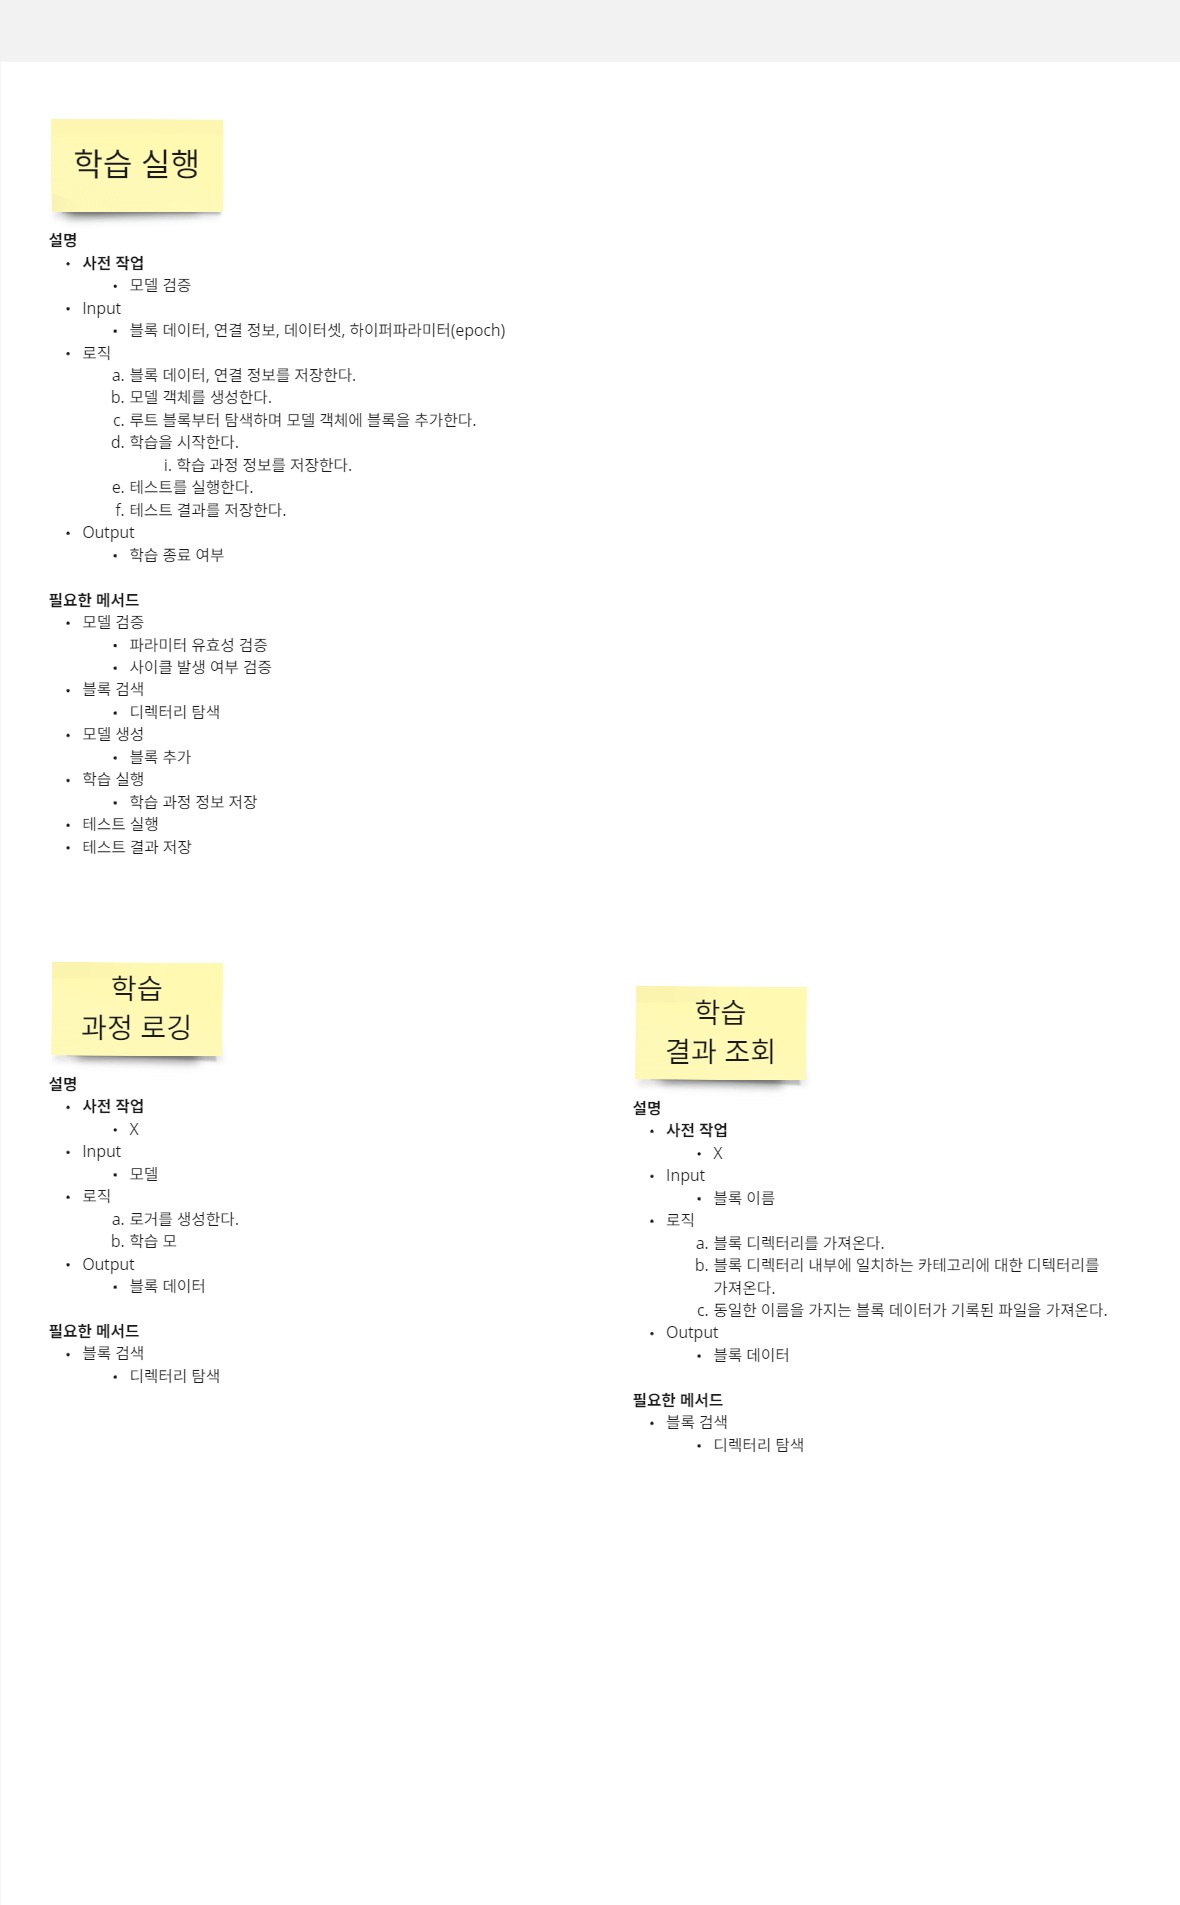 학습 실행
설명
• 사전 작업
• 모델 검증
• Input
• 블록 데이터, 연결 정보, 데이터셋, 하이퍼파라미터(epoch)
• 로직
a. 블록 데이터, 연결 정보를 저장한다.
b. 모델 객체를 생성한다.
c. 루트 블록부터 탐색하며 모델 객체에 블록을 추가한다.
d. 학습을 시작한다.
i. 학습 과정 정보를 저장한다.
e. 테스트를 실행한다.
f. 테스트 결과를 저장한다.
• Output
• 학습 종료 여부
필요한 메서드
• 모델 검증
• 파라미터 유효성 검증
• 사이클 발생 여부 검증
• 블록 검색
• 디렉터리 탐색
• 모델 생성
• 블록 추가
• 학습 실행
• 학습 과정 정보 저장
• 테스트 실행
• 테스트 결과 저장
학습
과정 로깅
설명
• 사전 작업
• X
• Input
• 모델
• 로직
a. 로거를 생성한다.
b. 학습 모
• Output
• 블록 데이터
필요한 메서드
• 블록 검색
• 디렉터리 탐색
학습
결과 조회
설명
• 사전 작업
• X
• Input
• 블록 이름
• 로직
a. 블록 디렉터리를 가져온다.
b. 블록 디렉터리 내부에 일치하는 카테고리에 대한 디텍터리를
가져온다.
c. 동일한 이름을 가지는 블록 데이터가 기록된 파일을 가져온다.
• Output
• 블록 데이터
필요한 메서드
• 블록 검색
• 디렉터리 탐색